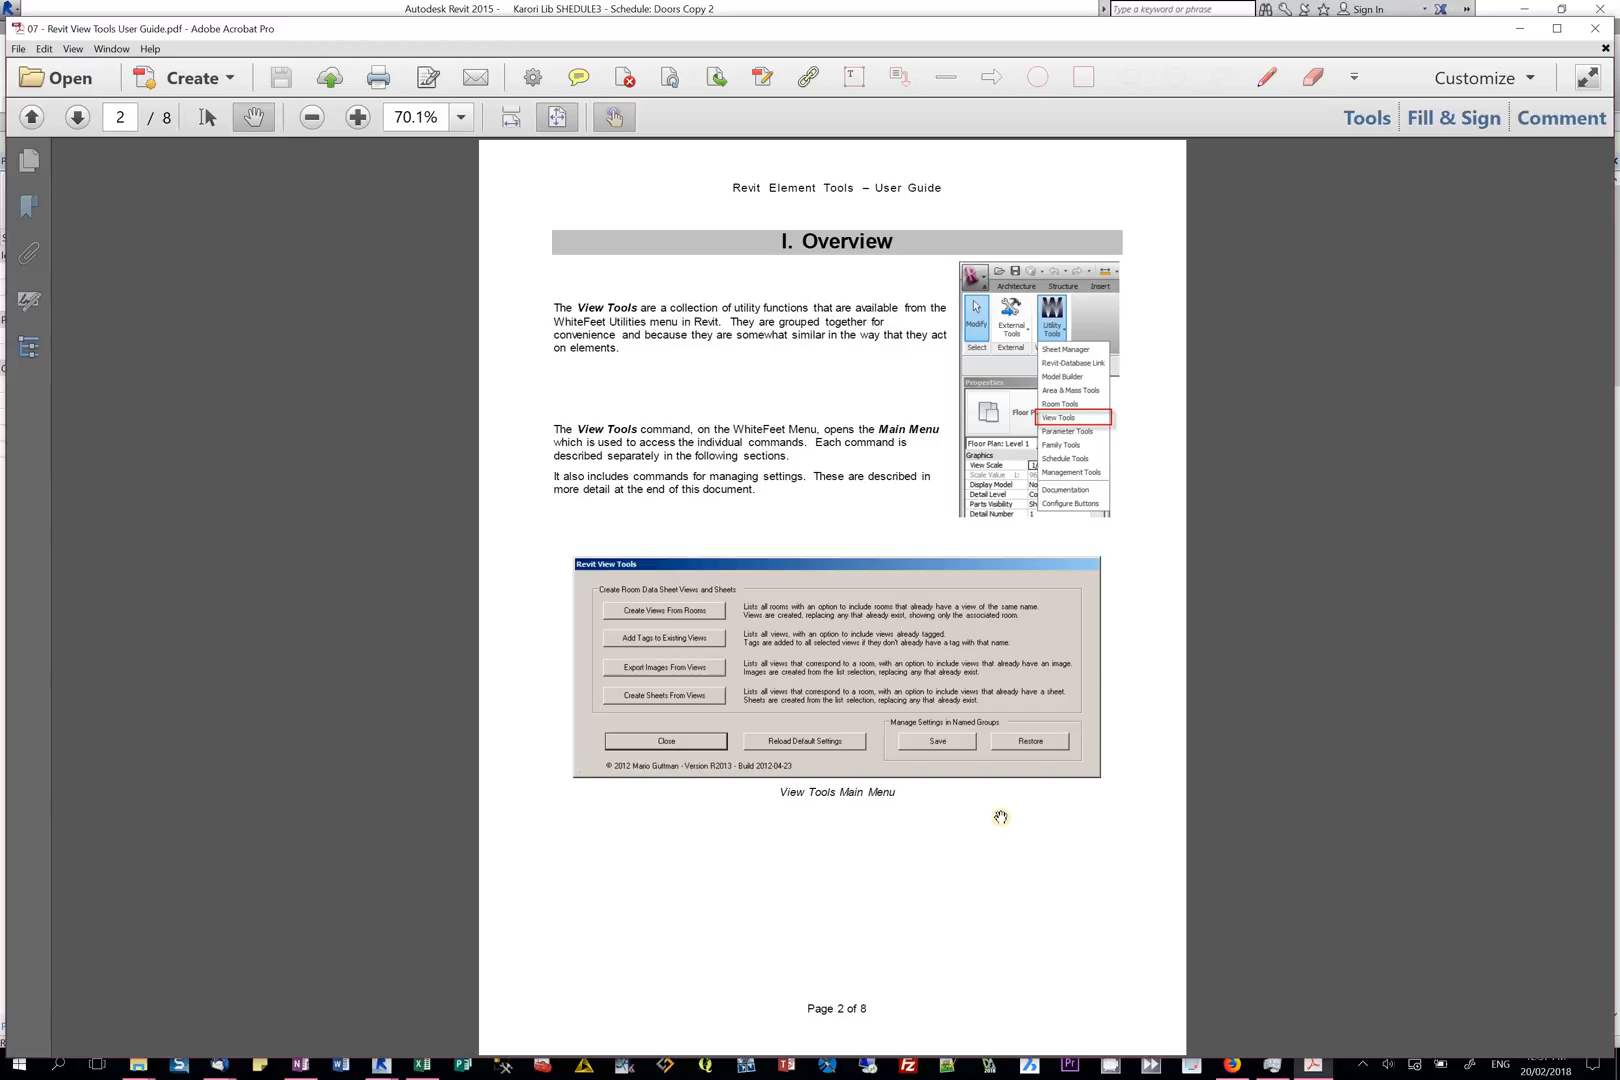 Autodesk Revit 2015 -     Karori Lib SHEDULE3 - Schedule: Doors Copy 2
Type a keyword or phrase
Sign In
07 - Revit View Tools User Guide.pdf - Adobe Acrobat Pro
File Edit View Window Help
Open Create Customize
2 / 8 70.1% Tools Fill & Sign Comment
Revit Element Tools – User Guide
I. Overview
The View Tools are a collection of utility functions that are available from the
WhiteFeet Utilities menu in Revit. They are grouped together for
convenience and because they are somewhat similar in the way that they act
on elements.
The View Tools command, on the WhiteFeet Menu, opens the Main Menu
which is used to access the individual commands. Each command is
described separately in the following sections.
It also includes commands for managing settings. These are described in
more detail at the end of this document.
Architecture Structure Insert
Modify
External
Tools
Utility
Tools
Select External
Sheet Manager
Revit-Database Link
Model Builder
Area & Mass Tools
Room Tools
View Tools
Parameter Tools
Family Tools
Schedule Tools
Management Tools
Documentation
Configure Buttons
Properties
Floor
Floor Plan: Level 1
Graphics
View Scale
Scale Value 1:
Display Model
Detail Level
Parts Visibility
Detail Number 1
Revit View Tools
Create Room Data Sheet Views and Sheets
Create Views From Rooms
Lists all rooms with an option to include rooms that already have a view of the same name.
Views are created, replacing any that already exist, showing only the associated room.
Add Tags to Existing Views
Lists all views, with an option to include views already tagged.
Tags are added to all selected views if they don't already have a tag with that name.
Export Images From Views
Lists all views that correspond to a room, with an option to include views that already have an image.
Images are created from the list selection, replacing any that already exist.
Create Sheets From Views
Lists all views that correspond to a room, with an option to include views that already have a sheet.
Sheets are created from the list selection, replacing any that already exist.
Manage Settings in Named Groups
Close Reload Default Settings Save Restore
© 2012 Mario Guttman - Version R2013 - Build 2012-04-23
View Tools Main Menu
Page 2 of 8
ENG
20/02/2018